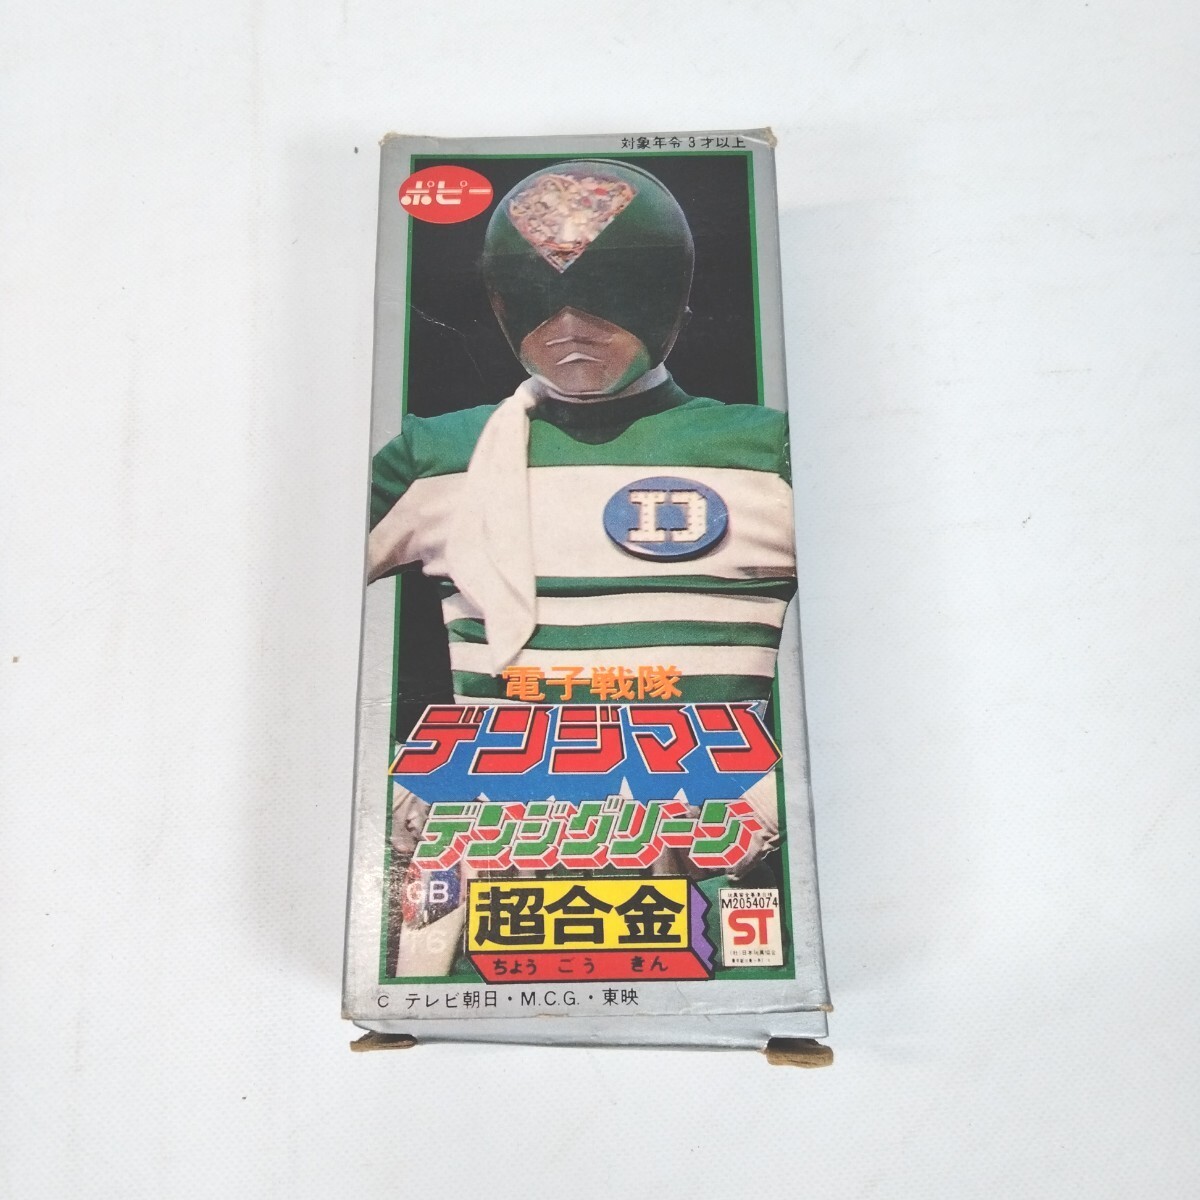 対象年令3才以上
ポピー
電子戦隊
デンジマン
デンジグリーン
GB
超合金
ちょう ごう きん
M2054074
ST
C テレビ朝日・M.C.G.・東映